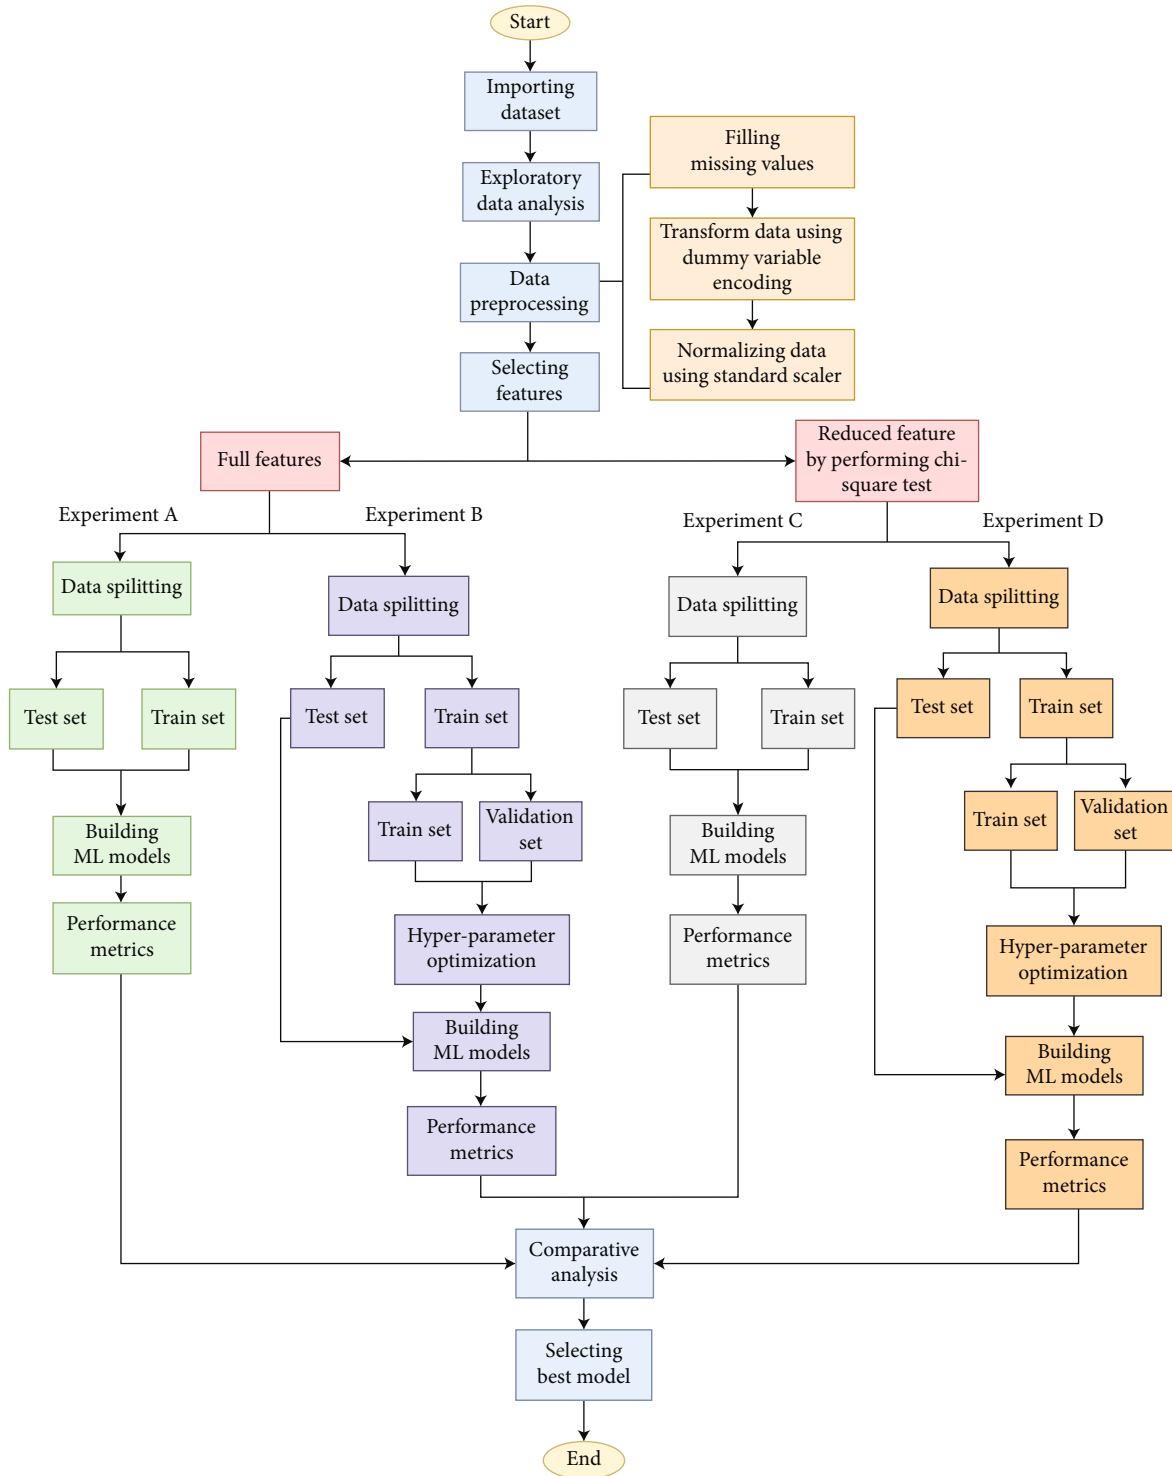 Start
Importing
dataset
Exploratory
data analysis
Data
preprocessing
Selecting
features
Filling
missing values
Transform data using
dummy variable
encoding
Normalizing data
using standard scaler
Full features
Reduced feature
by performing chi-
square test
Experiment A
Experiment B
Experiment C
Experiment D
Data spilitting
Test set
Train set
Building
ML models
Performance
metrics
Data spilitting
Test set
Train set
Train set
Validation
set
Hyper-parameter
optimization
Building
ML models
Performance
metrics
Data spilitting
Test set
Train set
Building
ML models
Performance
metrics
Data spilitting
Test set
Train set
Train set
Validation
set
Hyper-parameter
optimization
Building
ML models
Performance
metrics
Comparative
analysis
Selecting
best model
End